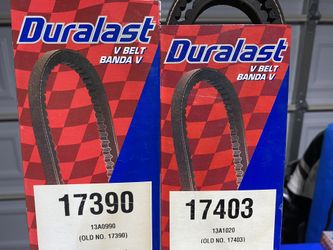 Duralast
V BELT
BANDA V
17390
13A0990
(OLD NO. 17390)
Duralast
V BELT
BANDA V
17403
13A1020
(OLD NO. 17403)